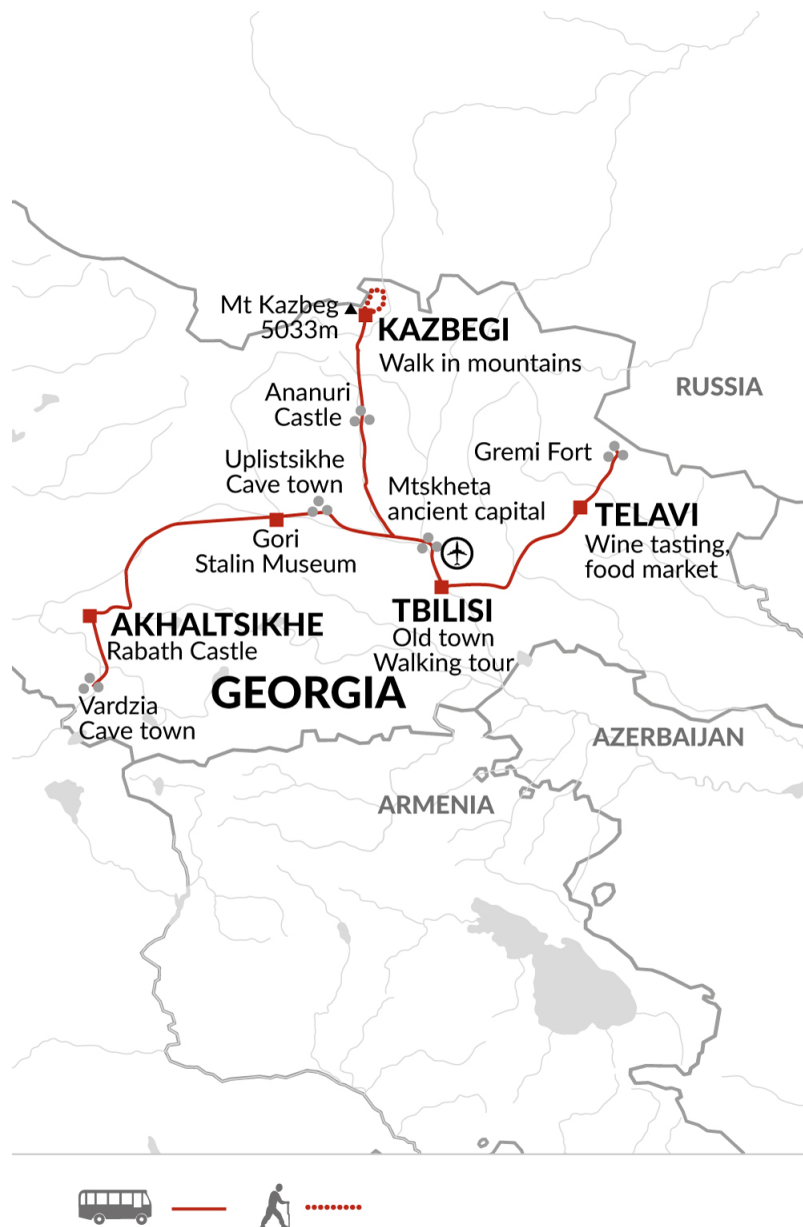 Mt Kazbeg
5033m
KAZBEGI
Walk in mountains
RUSSIA
Ananuri
Castle
Gremi Fort
Uplistsikhe
Cave town
Mtskheta
ancient capital
TELAVI
Wine tasting,
food market
Gori
Stalin Museum
TBILISI
Old town
Walking tour
AKHALTSIKHE
Rabath Castle
GEORGIA
Vardzia
Cave town
AZERBAIJAN
ARMENIA